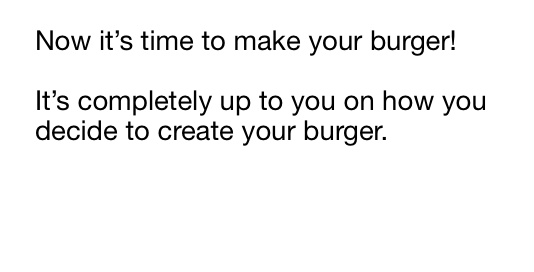 Now it’s time to make your burger!
It’s completely up to you on how you
decide to create your burger.